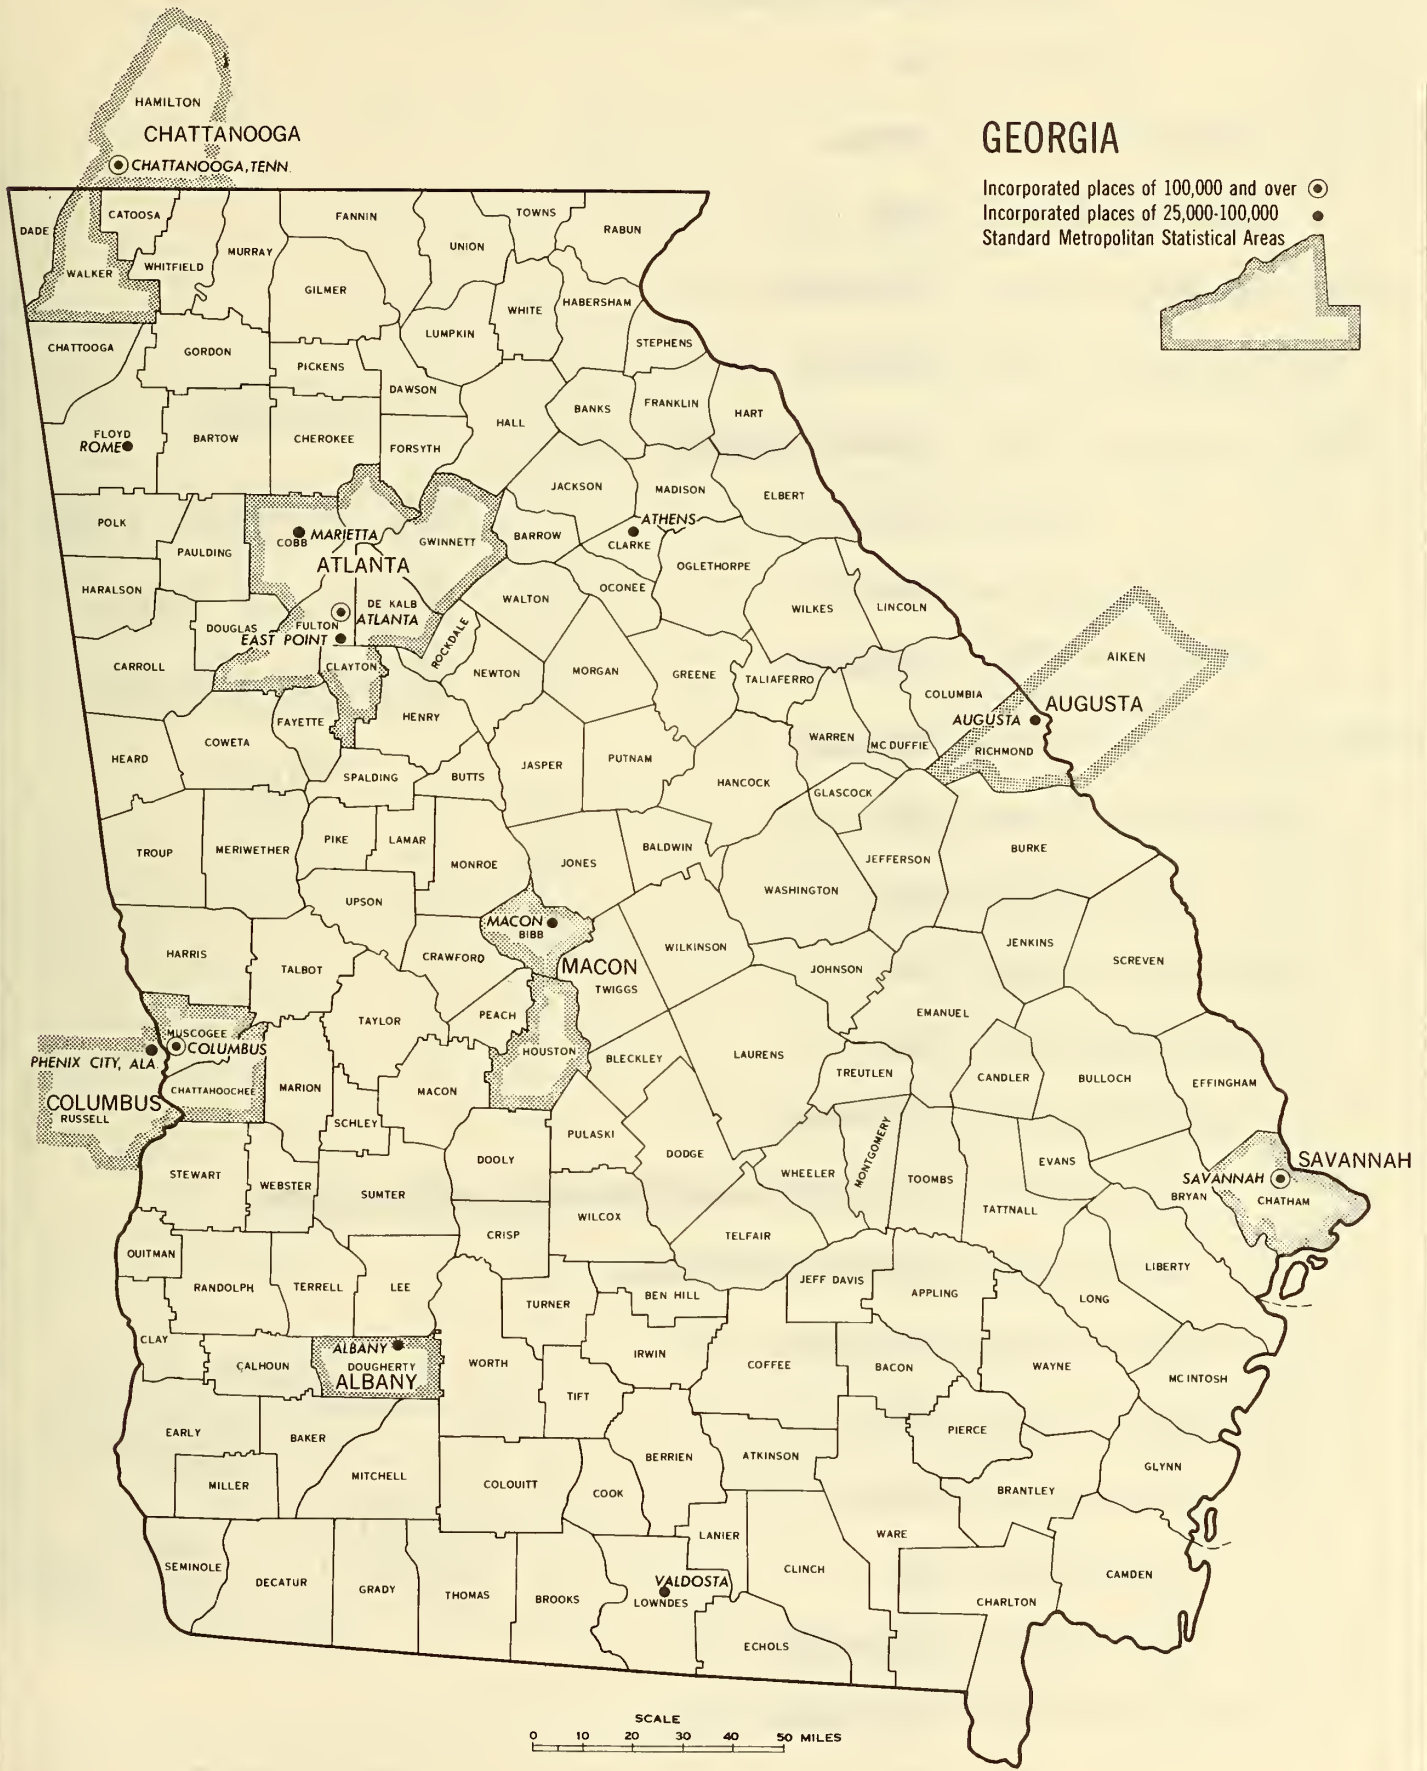 HAMILTON
CHATTANOOGA
CHATTANOOGA, TENN.
GEORGIA
Incorporated places of 100,000 and over
Incorporated places of 25,000-100,000
Standard Metropolitan Statistical Areas
DADE
CATOOSA
WALKER
WHITFIELD
MURRAY
FANNIN
GILMER
UNION
TOWNS
RABUN
LUMPKIN
WHITE
HABERSHAM
STEPHENS
CHATTOOGA
GORDON
PICKENS
DAWSON
FLOYD
ROME
BARTOW
CHEROKEE
FORSYTH
HALL
BANKS
FRANKLIN
HART
JACKSON
MADISON
ELBERT
POLK
PAULDING
COBB
MARIETTA
ATLANTA
GWINNETT
BARROW
ATHENS
CLARKE
OCONEE
OGLETHORPE
HARALSON
DOUGLAS
FULTON
EAST POINT
DE KALB
ATLANTA
ROCKDALE
WALTON
WILKES
LINCOLN
CARROLL
CLAYTON
NEWTON
MORGAN
GREENE
TALIAFERRO
COLUMBIA
AIKEN
AUGUSTA
AUGUSTA
RICHMOND
HEARD
COWETA
FAYETTE
HENRY
SPALDING
BUTTS
JASPER
PUTNAM
HANCOCK
WARREN
MC DUFFIE
GLASCOCK
TROUP
MERIWETHER
PIKE
LAMAR
MONROE
JONES
BALDWIN
WASHINGTON
JEFFERSON
BURKE
UPSON
MACON
BIBB
MACON
TWIGGS
WILKINSON
JOHNSON
JENKINS
SCREVEN
HARRIS
TALBOT
CRAWFORD
PEACH
TAYLOR
HOUSTON
BLECKLEY
LAURENS
EMANUEL
MUSCOGEE
COLUMBUS
PHENIX CITY, ALA.
CHATTAHOOCHEE
COLUMBUS
RUSSELL
MARION
SCHLEY
MACON
TREUTLEN
CANDLER
BULLOCH
EFFINGHAM
STEWART
WEBSTER
SUMTER
DOOLY
PULASKI
DODGE
WHEELER
MONTGOMERY
TOOMBS
TATTNALL
EVANS
BRYAN
SAVANNAH
SAVANNAH
CHATHAM
QUITMAN
RANDOLPH
TERRELL
LEE
CRISP
WILCOX
TELFAIR
JEFF DAVIS
APPLING
LONG
LIBERTY
TURNER
BEN HILL
CLAY
CALHOUN
ALBANY
DOUGHERTY
ALBANY
WORTH
TIFT
IRWIN
COFFEE
BACON
WAYNE
MC INTOSH
EARLY
BAKER
MILLER
MITCHELL
COLQUITT
COOK
BERRIEN
ATKINSON
PIERCE
BRANTLEY
GLYNN
SEMINOLE
DECATUR
GRADY
THOMAS
BROOKS
VALDOSTA
LOWNDES
LANIER
CLINCH
ECHOLS
WARE
CHARLTON
CAMDEN
SCALE
0 10 20 30 40 50 MILES